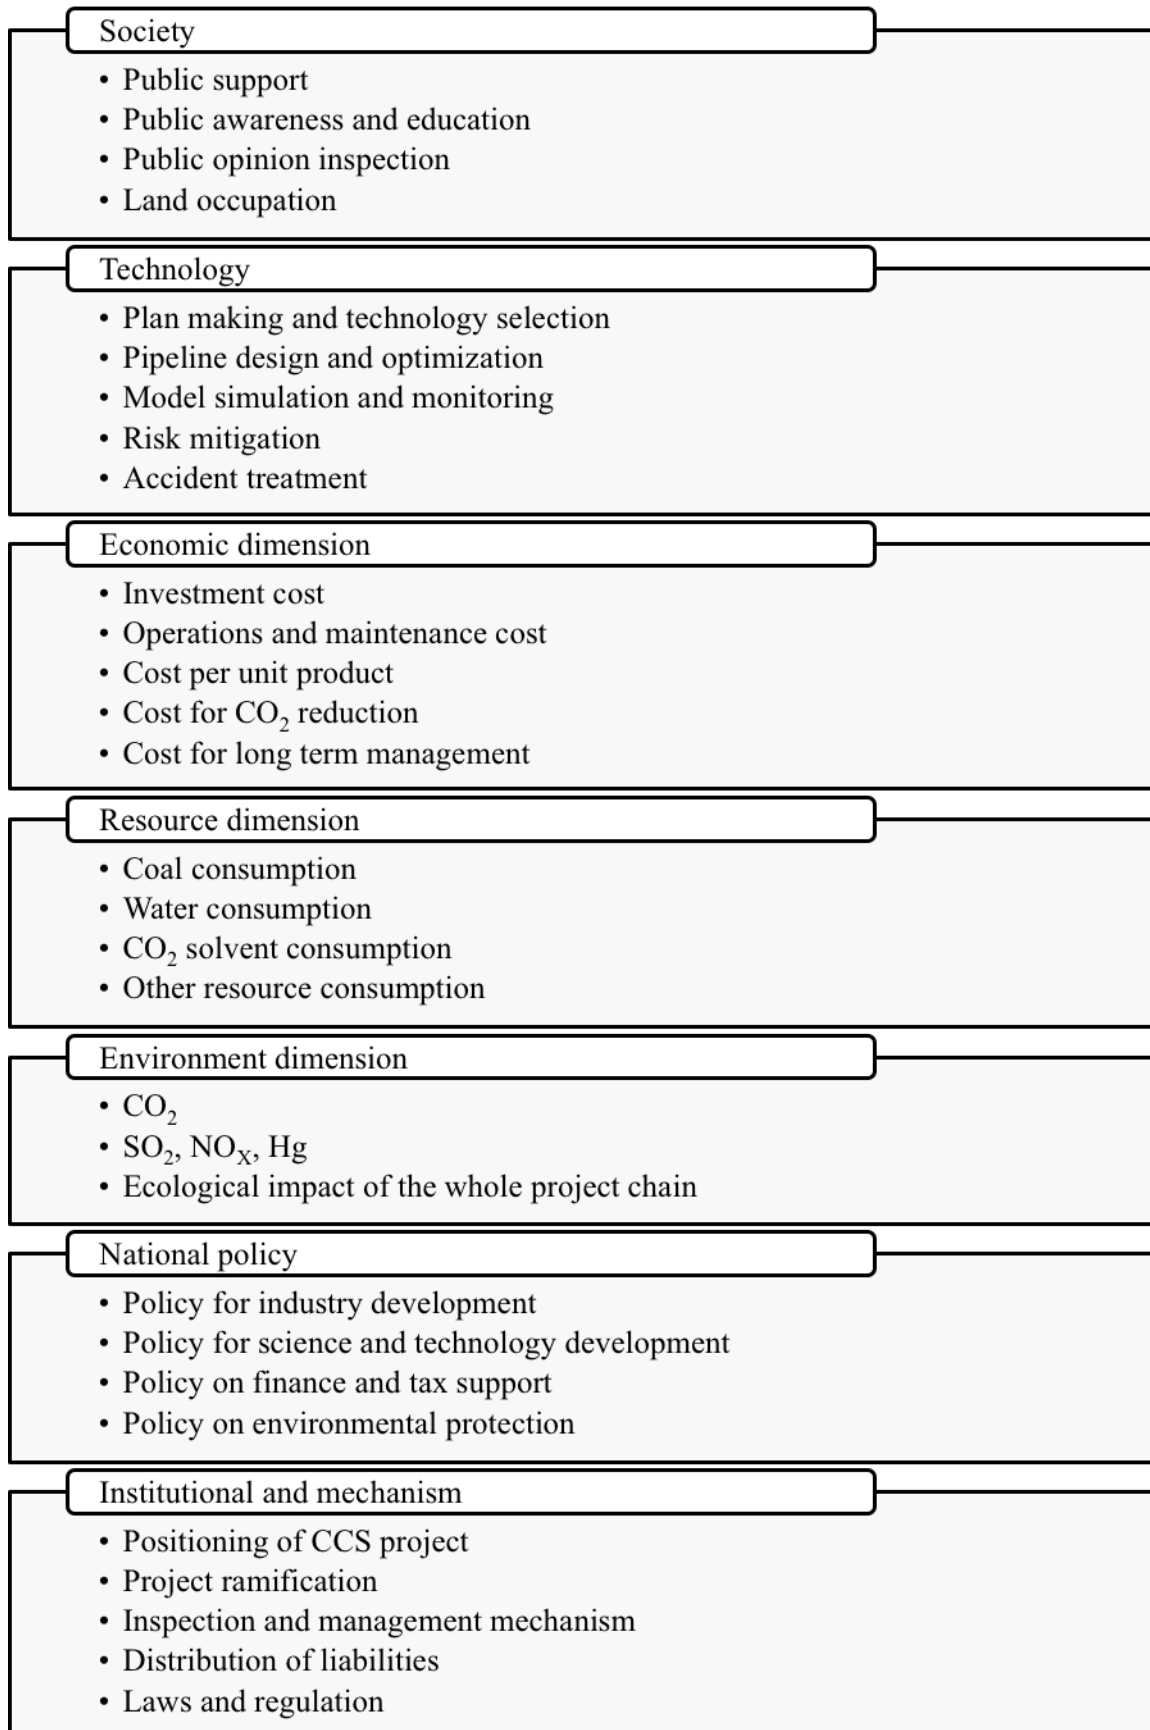 Society
• Public support
• Public awareness and education
• Public opinion inspection
• Land occupation
Technology
• Plan making and technology selection
• Pipeline design and optimization
• Model simulation and monitoring
• Risk mitigation
• Accident treatment
Economic dimension
• Investment cost
• Operations and maintenance cost
• Cost per unit product
• Cost for CO₂ reduction
• Cost for long term management
Resource dimension
• Coal consumption
• Water consumption
• CO₂ solvent consumption
• Other resource consumption
Environment dimension
• CO₂
• SO₂, NOX, Hg
• Ecological impact of the whole project chain
National policy
• Policy for industry development
• Policy for science and technology development
• Policy on finance and tax support
• Policy on environmental protection
Institutional and mechanism
• Positioning of CCS project
• Project ramification
• Inspection and management mechanism
• Distribution of liabilities
• Laws and regulation